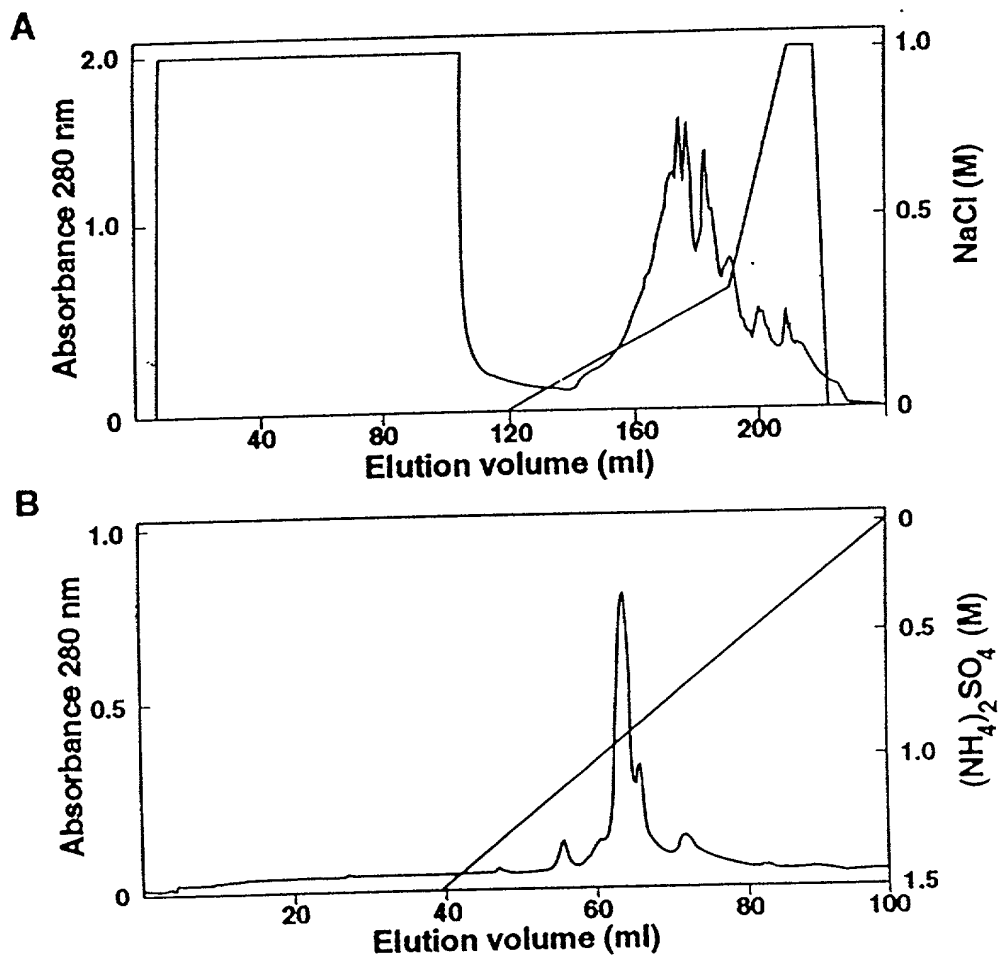 A
Absorbance 280 nm
2.0
1.0
0
NaCl (M)
1.0
0.5
0
40 80 120 160 200
Elution volume (ml)
B
Absorbance 280 nm
1.0
0.5
0
(NH4)2SO4 (M)
0
0.5
1.0
1.5
20 40 60 80 100
Elution volume (ml)